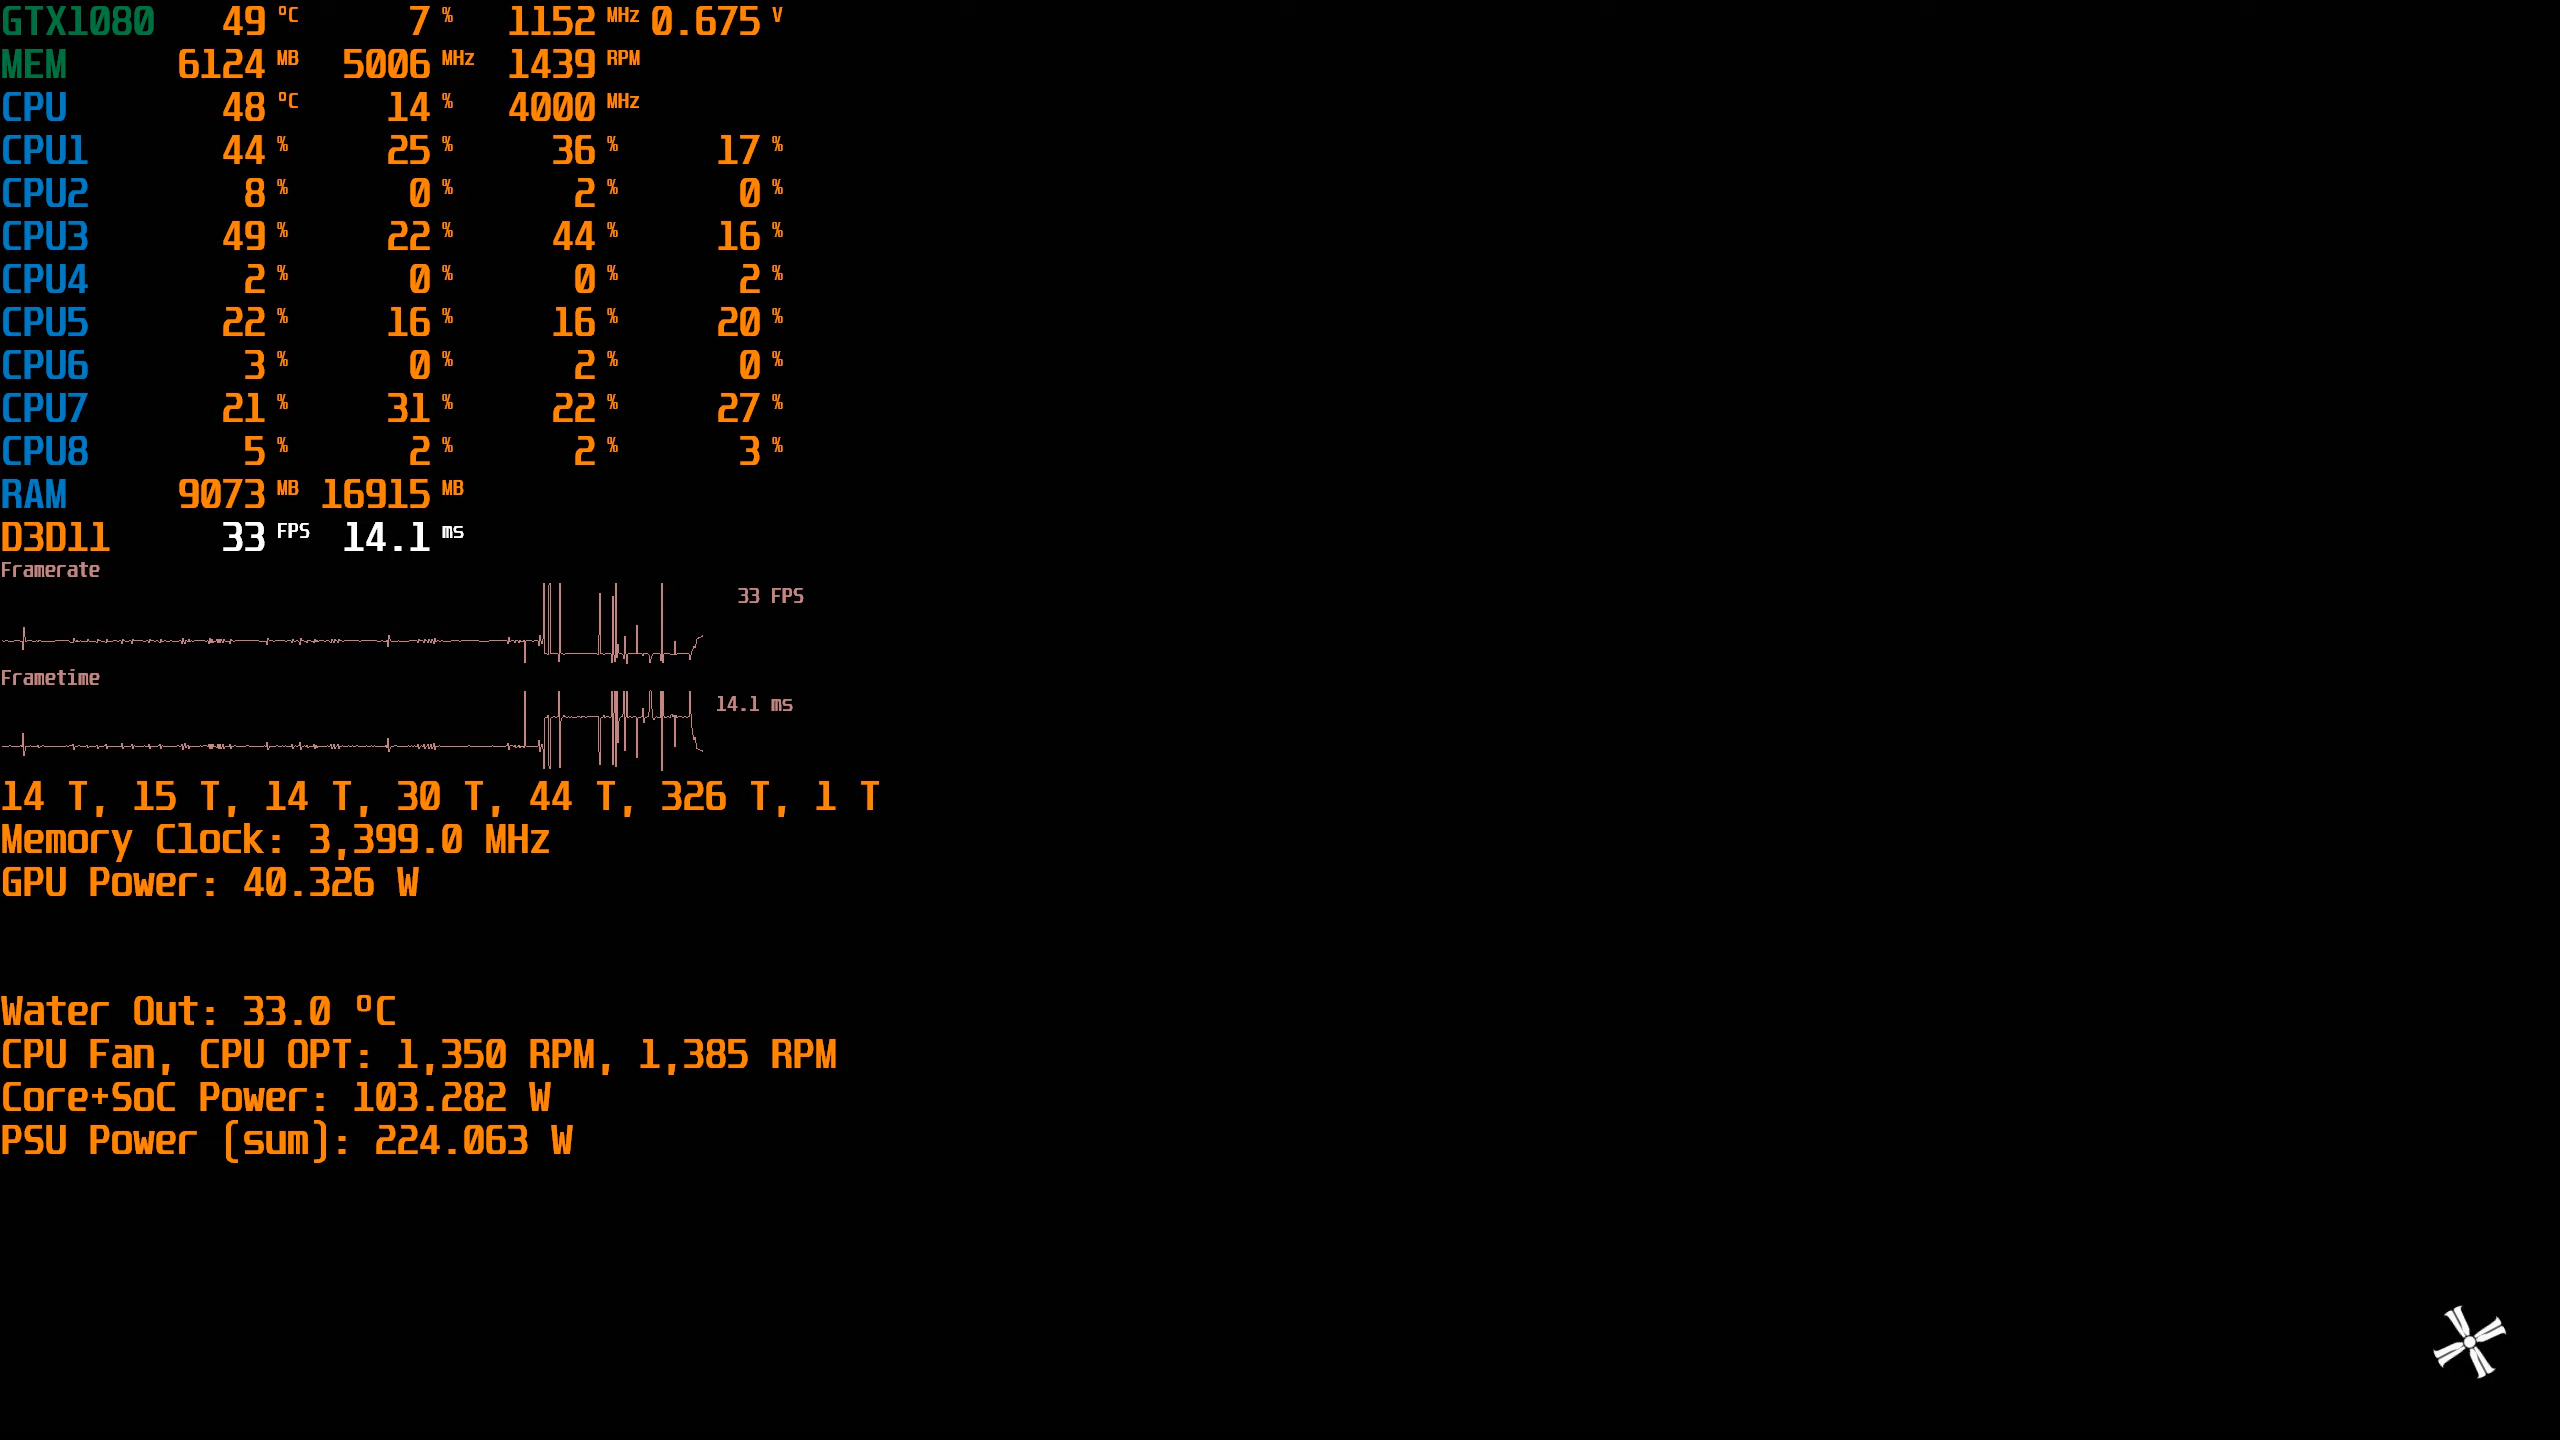 GTX1080 49 °C 7 % 1152 MHz 0.675 V
MEM 6124 MB 5006 MHz 1439 RPM
CPU 48 °C 14 % 4000 MHz
CPU1 44 % 25 % 36 % 17 %
CPU2 8 % 0 % 2 % 0 %
CPU3 49 % 22 % 44 % 16 %
CPU4 2 % 0 % 0 % 2 %
CPU5 22 % 16 % 16 % 20 %
CPU6 3 % 0 % 2 % 0 %
CPU7 21 % 31 % 22 % 27 %
CPU8 5 % 2 % 2 % 3 %
RAM 9073 MB 16915 MB
D3D11 33 FPS 14.1 ms
Framerate
33 FPS
Frametime
14.1 ms
14 T, 15 T, 14 T, 30 T, 44 T, 326 T, 1 T
Memory Clock: 3,399.0 MHz
GPU Power: 40.326 W
Water Out: 33.0 °C
CPU Fan, CPU OPT: 1,350 RPM, 1,385 RPM
Core+SoC Power: 103.282 W
PSU Power (sum): 224.063 W